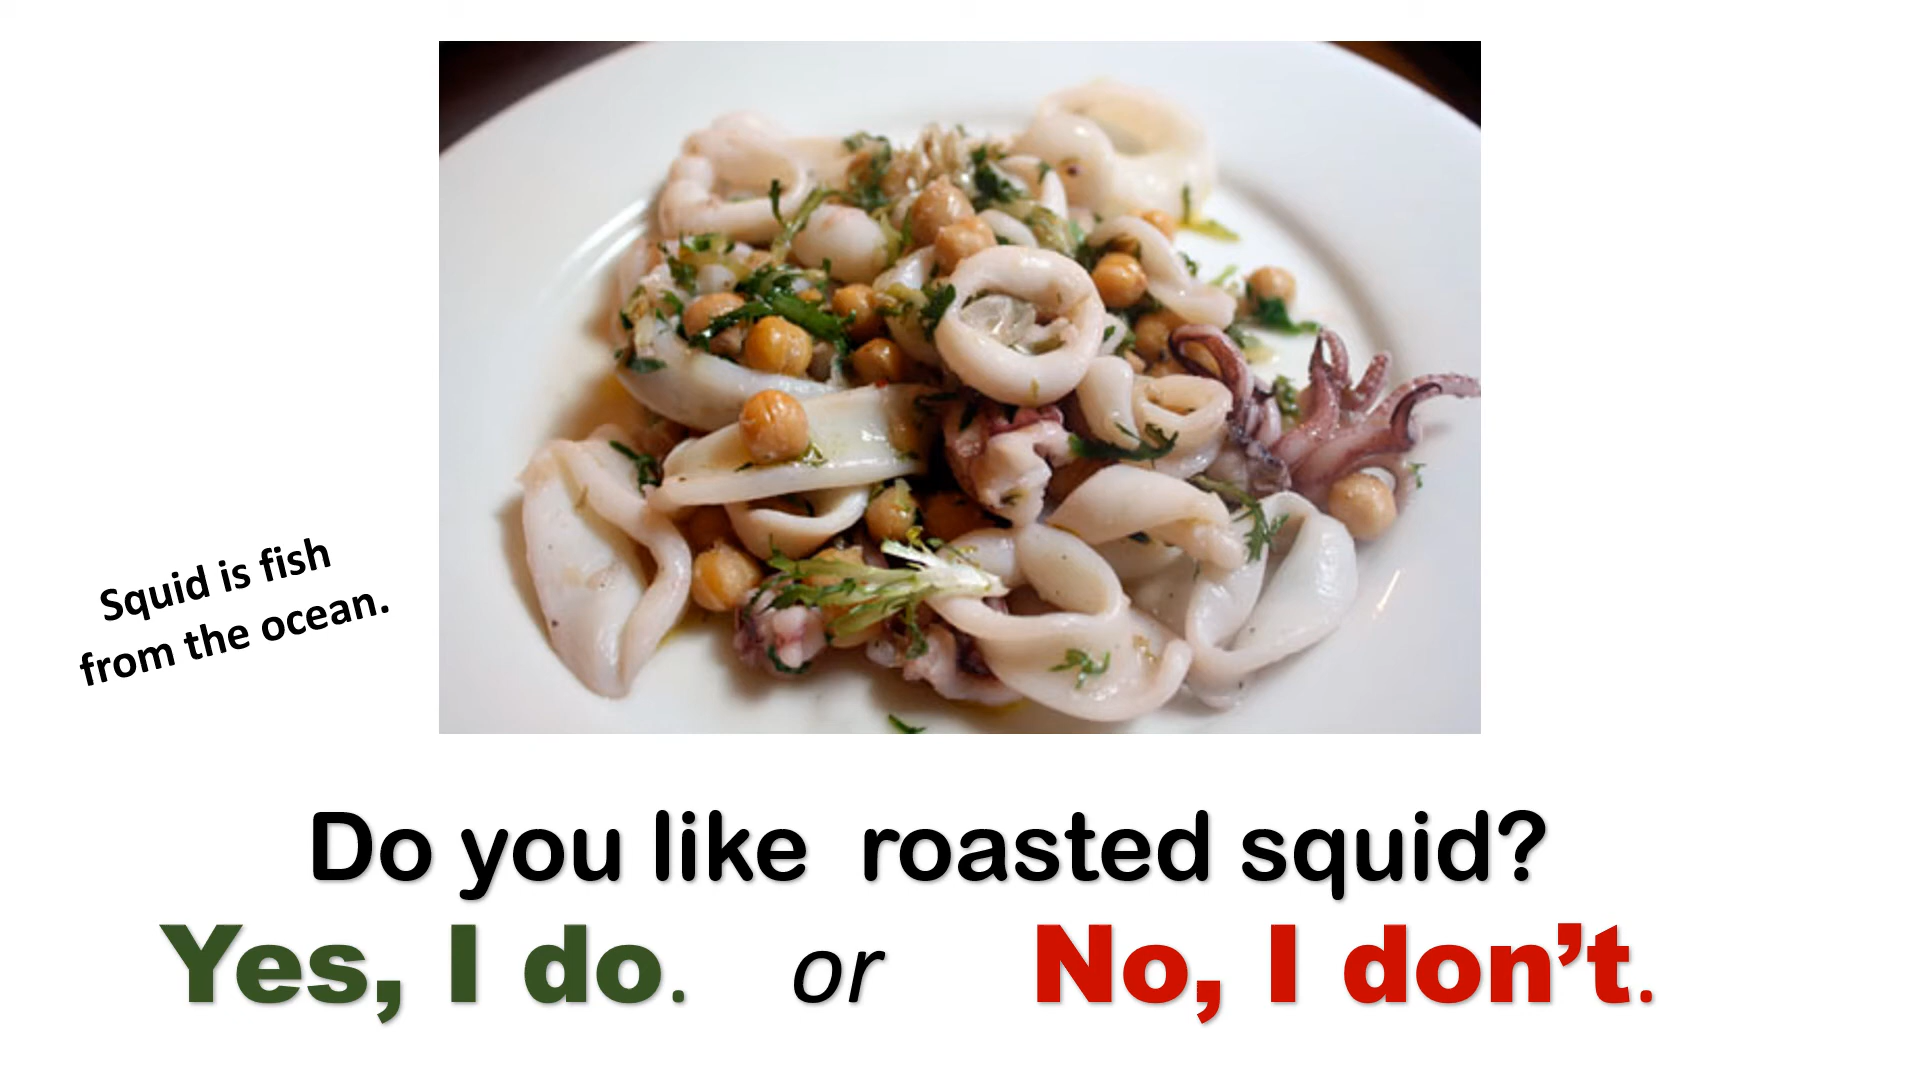 Squid is fish
from the ocean.
Do you like  roasted squid?
Yes, I do. or No, I don’t.